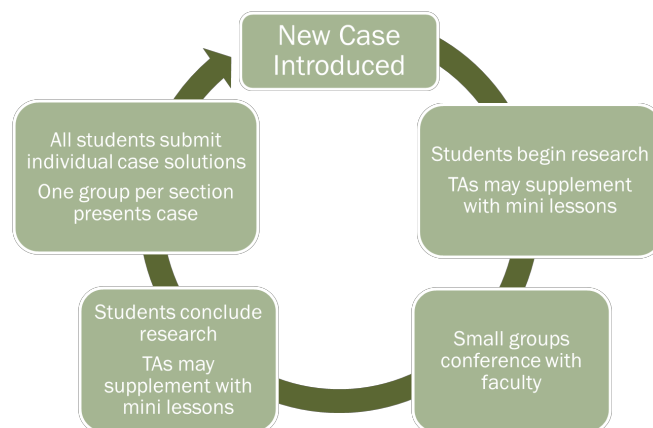 New Case
Introduced
Students begin research
TAs may supplement
with mini lessons
Small groups
conference with
faculty
Students conclude
research
TAs may
supplement with
mini lessons
All students submit
individual case solutions
One group per section
presents case